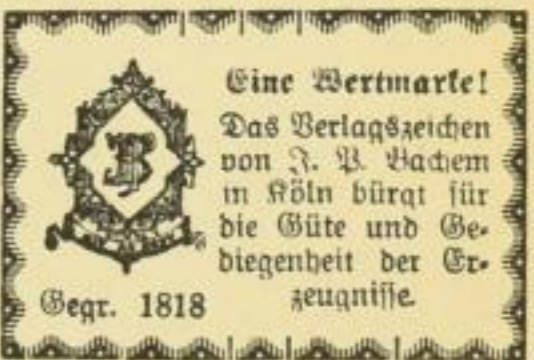 Eine Wertmarke!
Das Verlagszeichen
von J. P. Bachem
in Köln bürgt für
die Güte und Ge-
diegenheit der Er-
zeugnisse.
Gegr. 1818